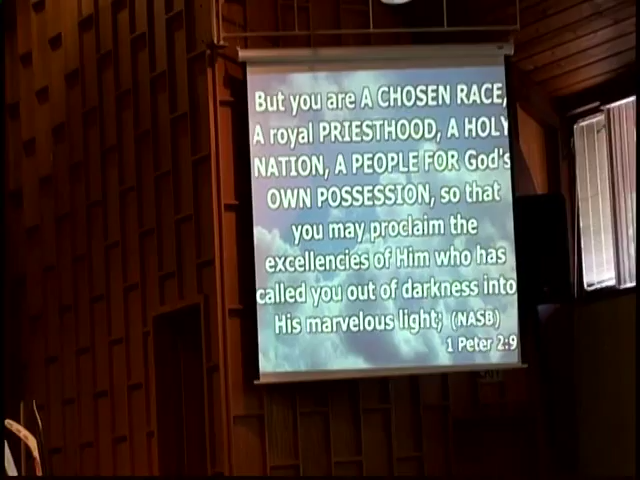 But you are A CHOSEN RACE,
A royal PRIESTHOOD, A HOLY
NATION, A PEOPLE FOR God's
OWN POSSESSION, so that
you may proclaim the
excellencies of Him who has
called you out of darkness into
His marvelous light; (NASB)
1 Peter 2:9